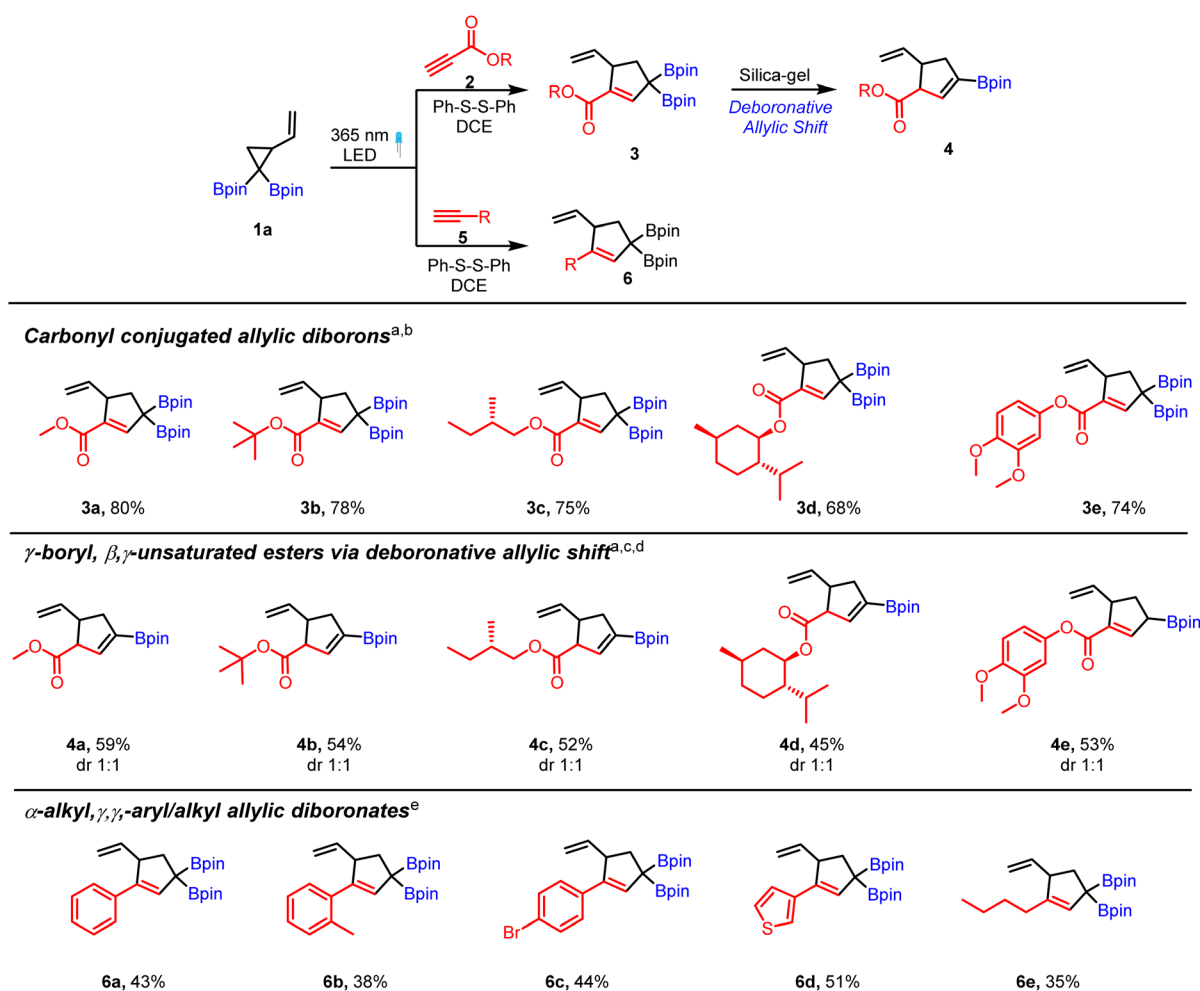 O
OR
2
Ph-S-S-Ph
DCE
365 nm
LED
Bpin Bpin
1a
R
5
Ph-S-S-Ph
DCE
RO
O
Bpin
Bpin
3
Silica-gel
Deboronative
Allylic Shift
RO
O
Bpin
4
R
Bpin
Bpin
6
Carbonyl conjugated allylic diborons a,b
O
O
Bpin
Bpin
3a, 80%
O
O
Bpin
Bpin
3b, 78%
O
O
Bpin
Bpin
3c, 75%
O
O
Bpin
Bpin
3d, 68%
O
O
O
O
Bpin
Bpin
3e, 74%
γ-boryl, β,γ-unsaturated esters via deboronative allylic shift a,c,d
O
O
Bpin
4a, 59%
dr 1:1
O
O
Bpin
4b, 54%
dr 1:1
O
O
Bpin
4c, 52%
dr 1:1
O
O
Bpin
4d, 45%
dr 1:1
O
O
O
O
Bpin
4e, 53%
dr 1:1
α-alkyl,γ,γ,-aryl/alkyl allylic diboronates e
Bpin
Bpin
6a, 43%
Bpin
Bpin
6b, 38%
Br
Bpin
Bpin
6c, 44%
S
Bpin
Bpin
6d, 51%
Bpin
Bpin
6e, 35%